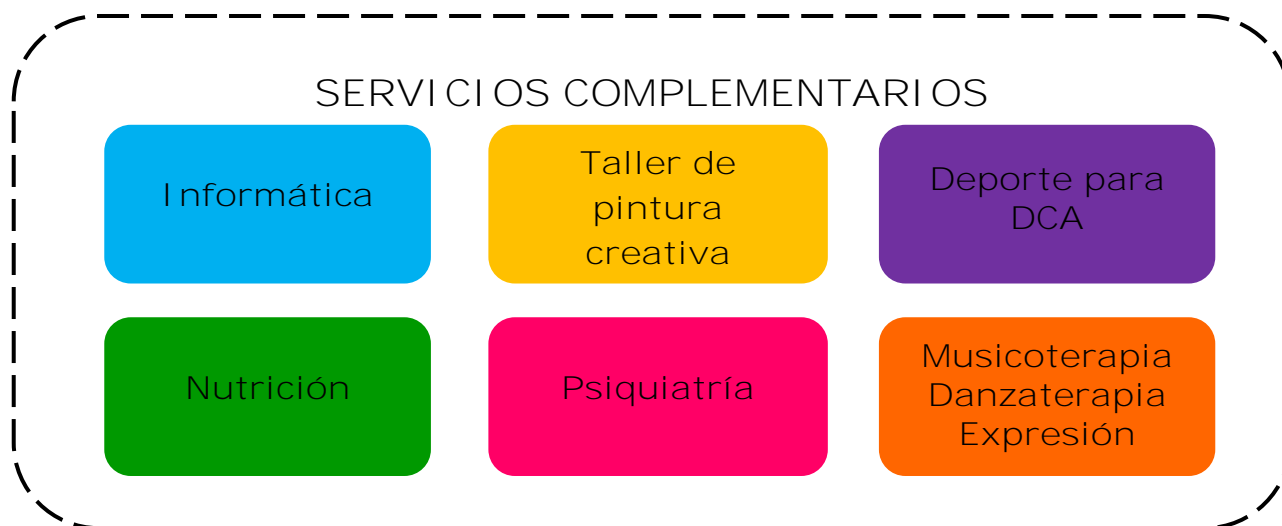 SERVICIOS COMPLEMENTARIOS
Informática
Taller de
pintura
creativa
Deporte para
DCA
Nutrición
Psiquiatría
Musicoterapia
Danzaterapia
Expresión